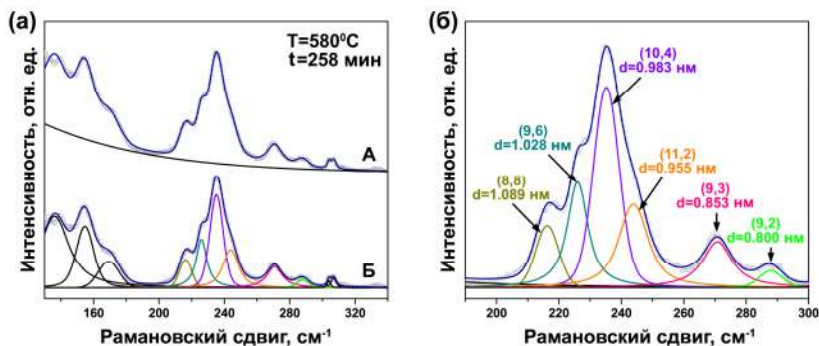 (а)
T=580⁰C
t=258 мин
А
Б
Интенсивность, отн. ед.
160 200 240 280 320
Рамановский сдвиг, см⁻¹
(б)
(10,4)
d=0.983 нм
(9,6)
d=1.028 нм
(8,8)
d=1.089 нм
(11,2)
d=0.955 нм
(9,3)
d=0.853 нм
(9,2)
d=0.800 нм
Интенсивность, отн. ед.
200 220 240 260 280 300
Рамановский сдвиг, см⁻¹